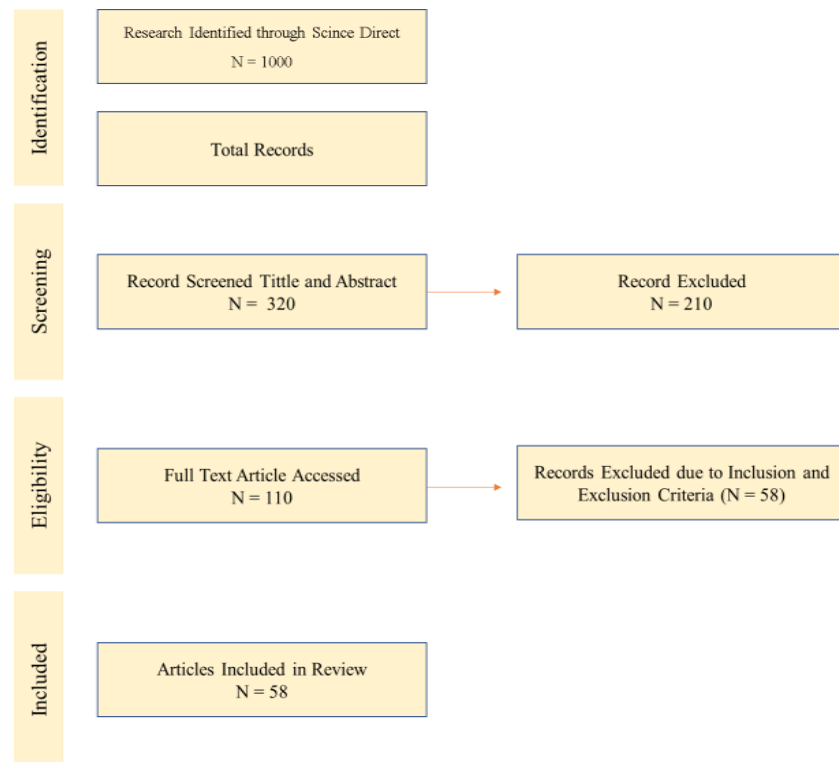 Identification
Research Identified through Scince Direct
N = 1000
Total Records
Screening
Record Screened Tittle and Abstract
N = 320
Record Excluded
N = 210
Eligibility
Full Text Article Accessed
N = 110
Records Excluded due to Inclusion and
Exclusion Criteria (N = 58)
Included
Articles Included in Review
N = 58